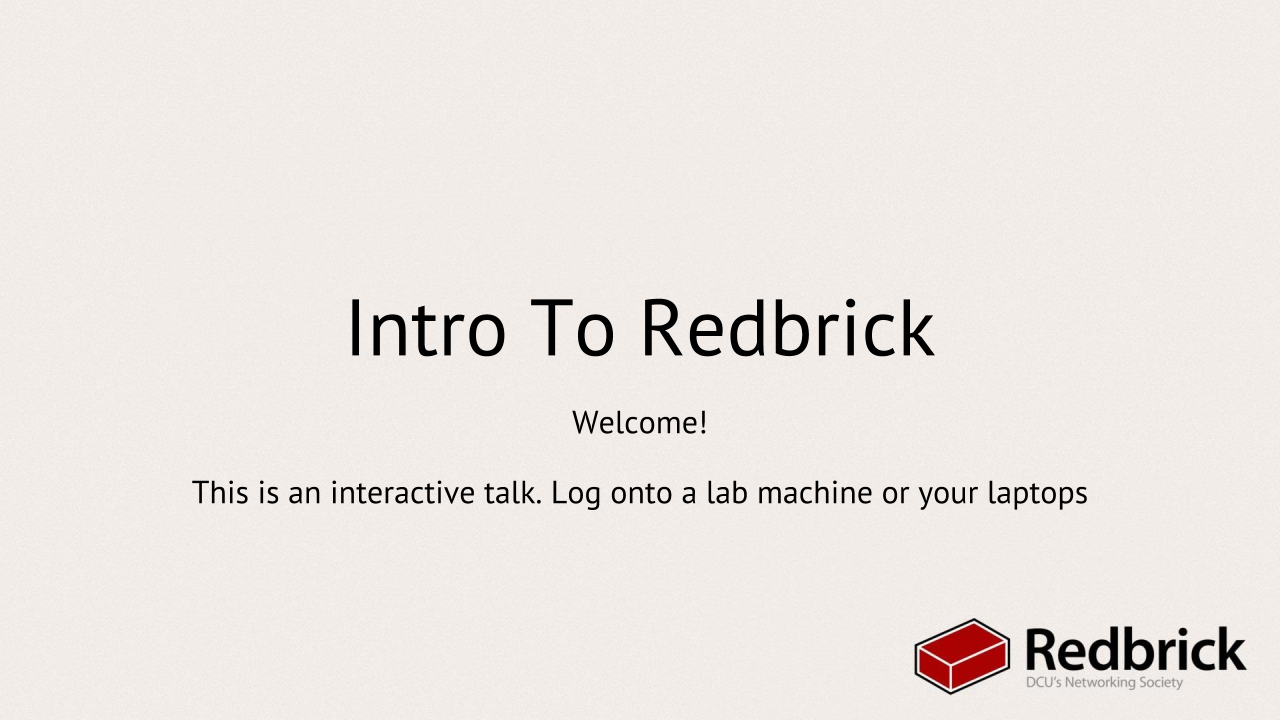 Intro To Redbrick
Welcome!
This is an interactive talk. Log onto a lab machine or your laptops
Redbrick
DCU's Networking Society